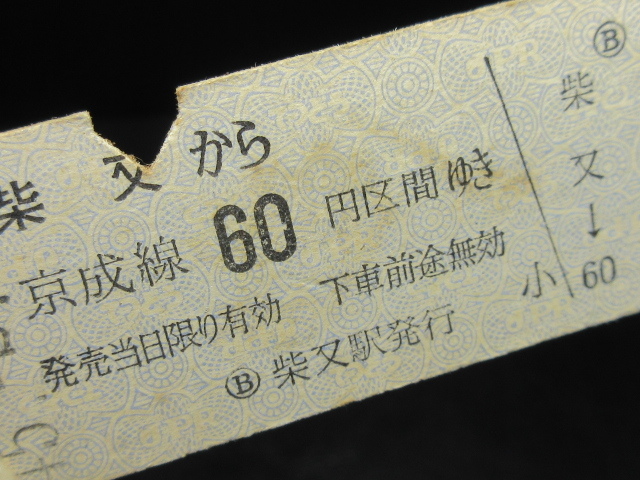 柴又から
京成線 60 円区間ゆき
発売当日限り有効 下車前途無効
Ⓑ 柴又駅発行
Ⓑ
柴又→60
小